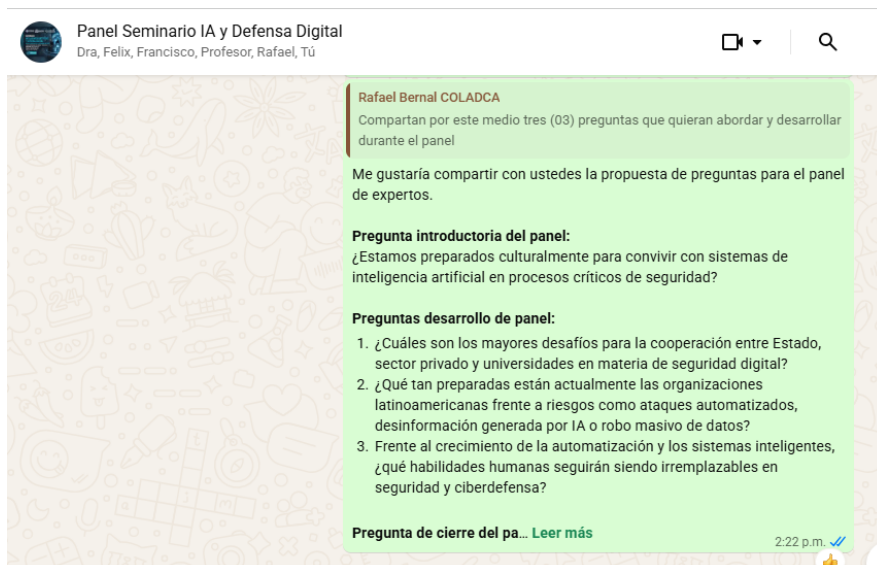 Panel Seminario IA y Defensa Digital
Dra, Felix, Francisco, Profesor, Rafael, Tú
Rafael Bernal COLADCA
Compartan por este medio tres (03) preguntas que quieran abordar y desarrollar
durante el panel
Me gustaría compartir con ustedes la propuesta de preguntas para el panel
de expertos.
Pregunta introductoria del panel:
¿Estamos preparados culturalmente para convivir con sistemas de
inteligencia artificial en procesos críticos de seguridad?
Preguntas desarrollo de panel:
1. ¿Cuáles son los mayores desafíos para la cooperación entre Estado,
sector privado y universidades en materia de seguridad digital?
2. ¿Qué tan preparadas están actualmente las organizaciones
latinoamericanas frente a riesgos como ataques automatizados,
desinformación generada por IA o robo masivo de datos?
3. Frente al crecimiento de la automatización y los sistemas inteligentes,
¿qué habilidades humanas seguirán siendo irremplazables en
seguridad y ciberdefensa?
Pregunta de cierre del pa... Leer más
2:22 p.m.